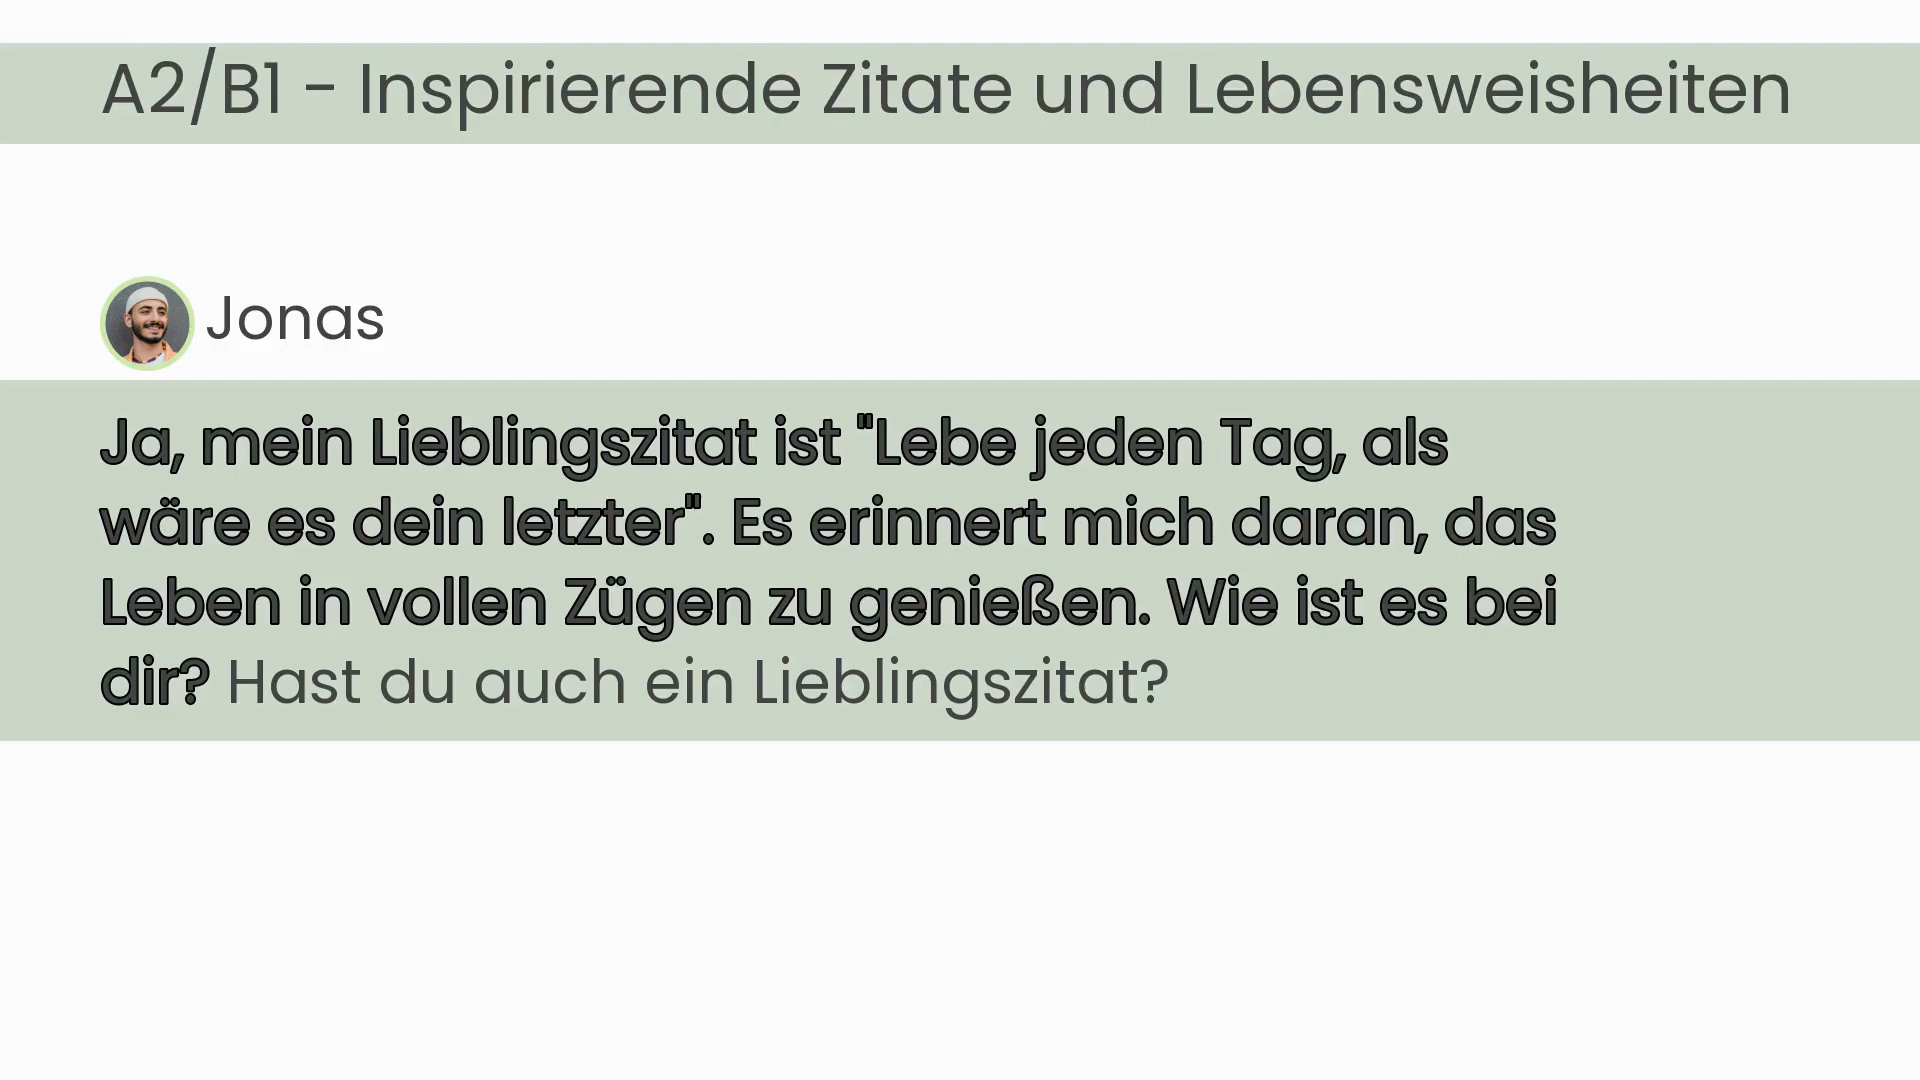 A2/B1 - Inspirierende Zitate und Lebensweisheiten
Jonas
Ja, mein Lieblingszitat ist "Lebe jeden Tag, als
wäre es dein letzter". Es erinnert mich daran, das
Leben in vollen Zügen zu genießen. Wie ist es bei
dir? Hast du auch ein Lieblingszitat?